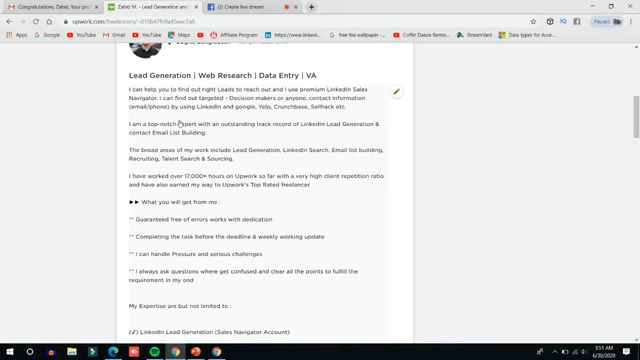 Congratulations, Zahid, Your pro
Zahid M. - Lead Generation and
Create live stream
upwork.com/freelancers/
Paused
Apps
YouTube
Gmail
YouTube
Maps
Affiliate Program
https://www.linkedi...
free fire wallpaper...
Coffin Dance Remix...
StreamYard
Data types for Acce...
Lead Generation | Web Research | Data Entry | VA
I can help you to find out right Leads to reach out and I use premium LinkedIn Sales
Navigator. I can find out targeted - Decision makers or anyone, contact information
(email/phone) by using LinkedIn and google, Yelp, Crunchbase, Sellhack etc.
I am a top-notch expert with an outstanding track record of LinkedIn Lead Generation &
contact Email List Building.
The broad areas of my work include Lead Generation, LinkedIn Search, Email list building,
Recruiting, Talent Search & Sourcing.
I have worked over 17,000+ hours on Upwork so far with a very high client repetition ratio
and have also earned my way to Upwork's Top Rated freelancer.
►► What you will get from me :
** Guaranteed free of errors works with dedication
** Completing the task before the deadline & weekly working update
** I can handle Pressure and serious challenges
** I always ask questions where get confused and clear all the points to fulfill the
requirement in my end
My Expertise are but not limited to :
(✓) LinkedIn Lead Generation (Sales Navigator Account)
9:51 AM
6/30/2020